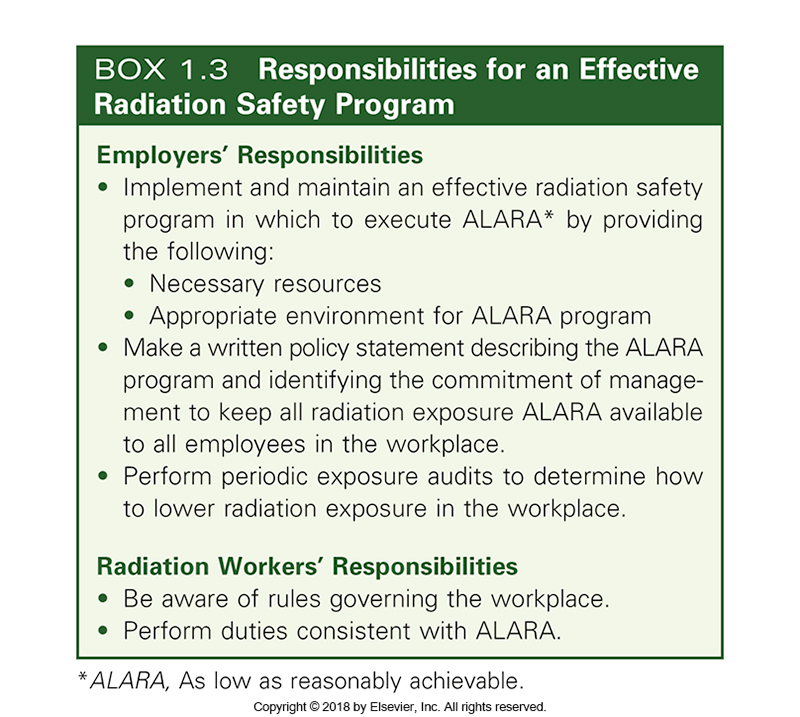 BOX 1.3 Responsibilities for an Effective
Radiation Safety Program
Employers’ Responsibilities
• Implement and maintain an effective radiation safety
program in which to execute ALARA* by providing
the following:
• Necessary resources
• Appropriate environment for ALARA program
• Make a written policy statement describing the ALARA
program and identifying the commitment of manage-
ment to keep all radiation exposure ALARA available
to all employees in the workplace.
• Perform periodic exposure audits to determine how
to lower radiation exposure in the workplace.
Radiation Workers’ Responsibilities
• Be aware of rules governing the workplace.
• Perform duties consistent with ALARA.
*ALARA, As low as reasonably achievable.
Copyright © 2018 by Elsevier, Inc. All rights reserved.